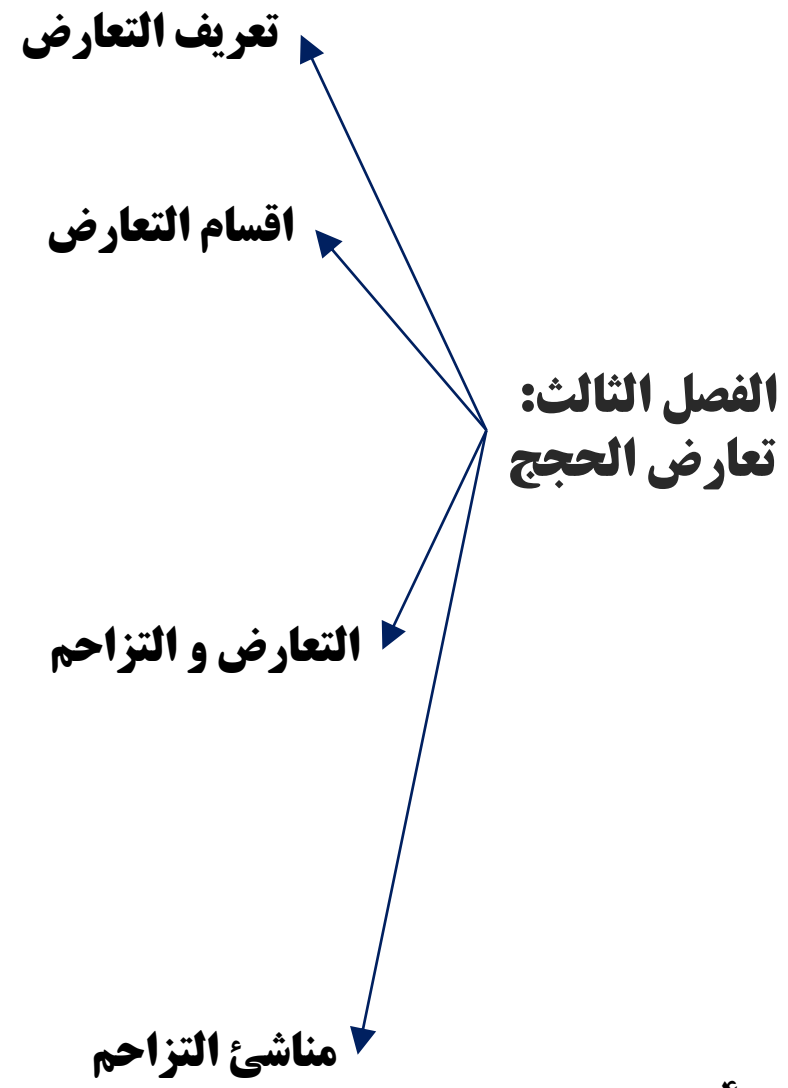 الفصل الثالث:
تعارض الحجج
تعريف التعارض
اقسام التعارض
التعارض و التزاحم
مناشئ التزاحم